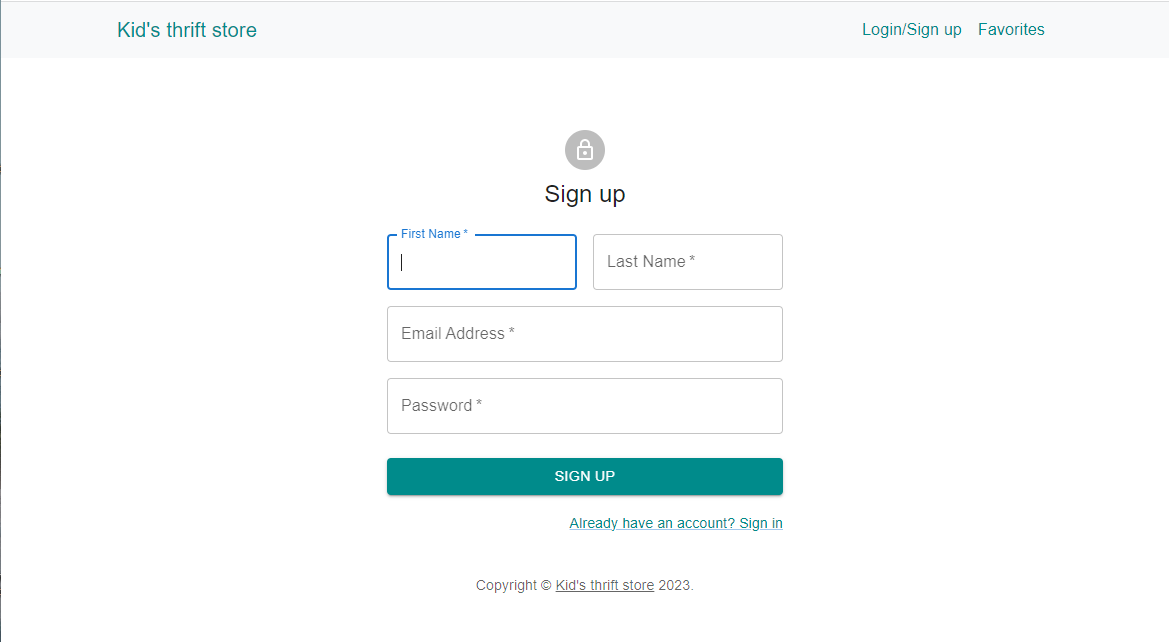 Kid's thrift store
Login/Sign up Favorites
Sign up
First Name *
Last Name *
Email Address *
Password *
SIGN UP
Already have an account? Sign in
Copyright © Kid's thrift store 2023.